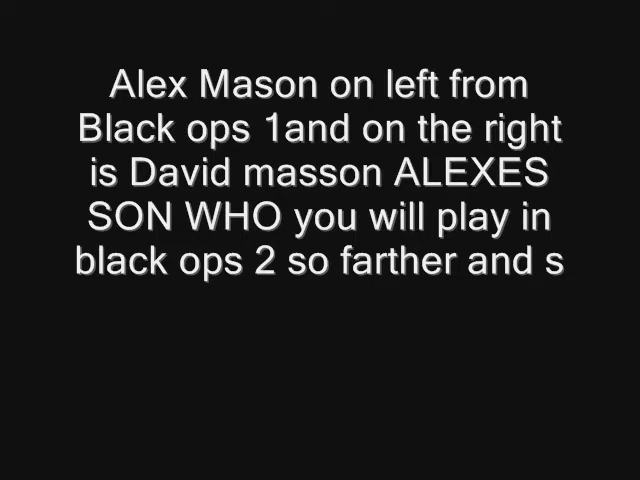 Alex Mason on left from
Black ops 1and on the right
is David masson ALEXES
SON WHO you will play in
black ops 2 so farther and s